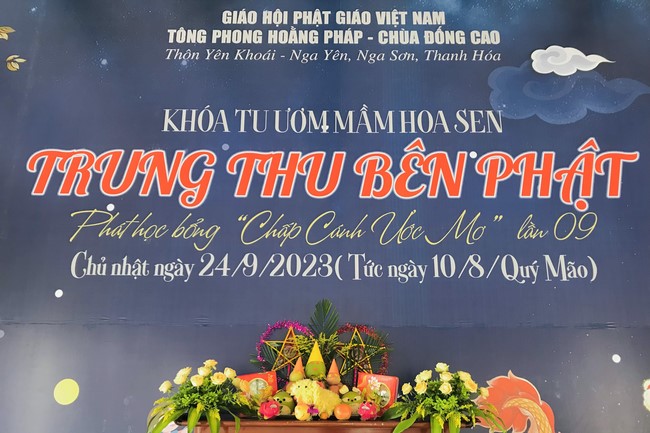 GIÁO HỘI PHẬT GIÁO VIỆT NAM
TÔNG PHONG HOẰNG PHÁP - CHÙA ĐỒNG CAO
Thôn Yên Khoái - Nga Yên, Nga Sơn, Thanh Hóa
KHÓA TU ƯƠM MẦM HOA SEN
TRUNG THU BÊN PHẬT
Phát học bổng "Chắp Cánh Ước Mơ" lần 09
Chủ nhật ngày 24/9/2023( Tức ngày 10/8/Quý Mão)